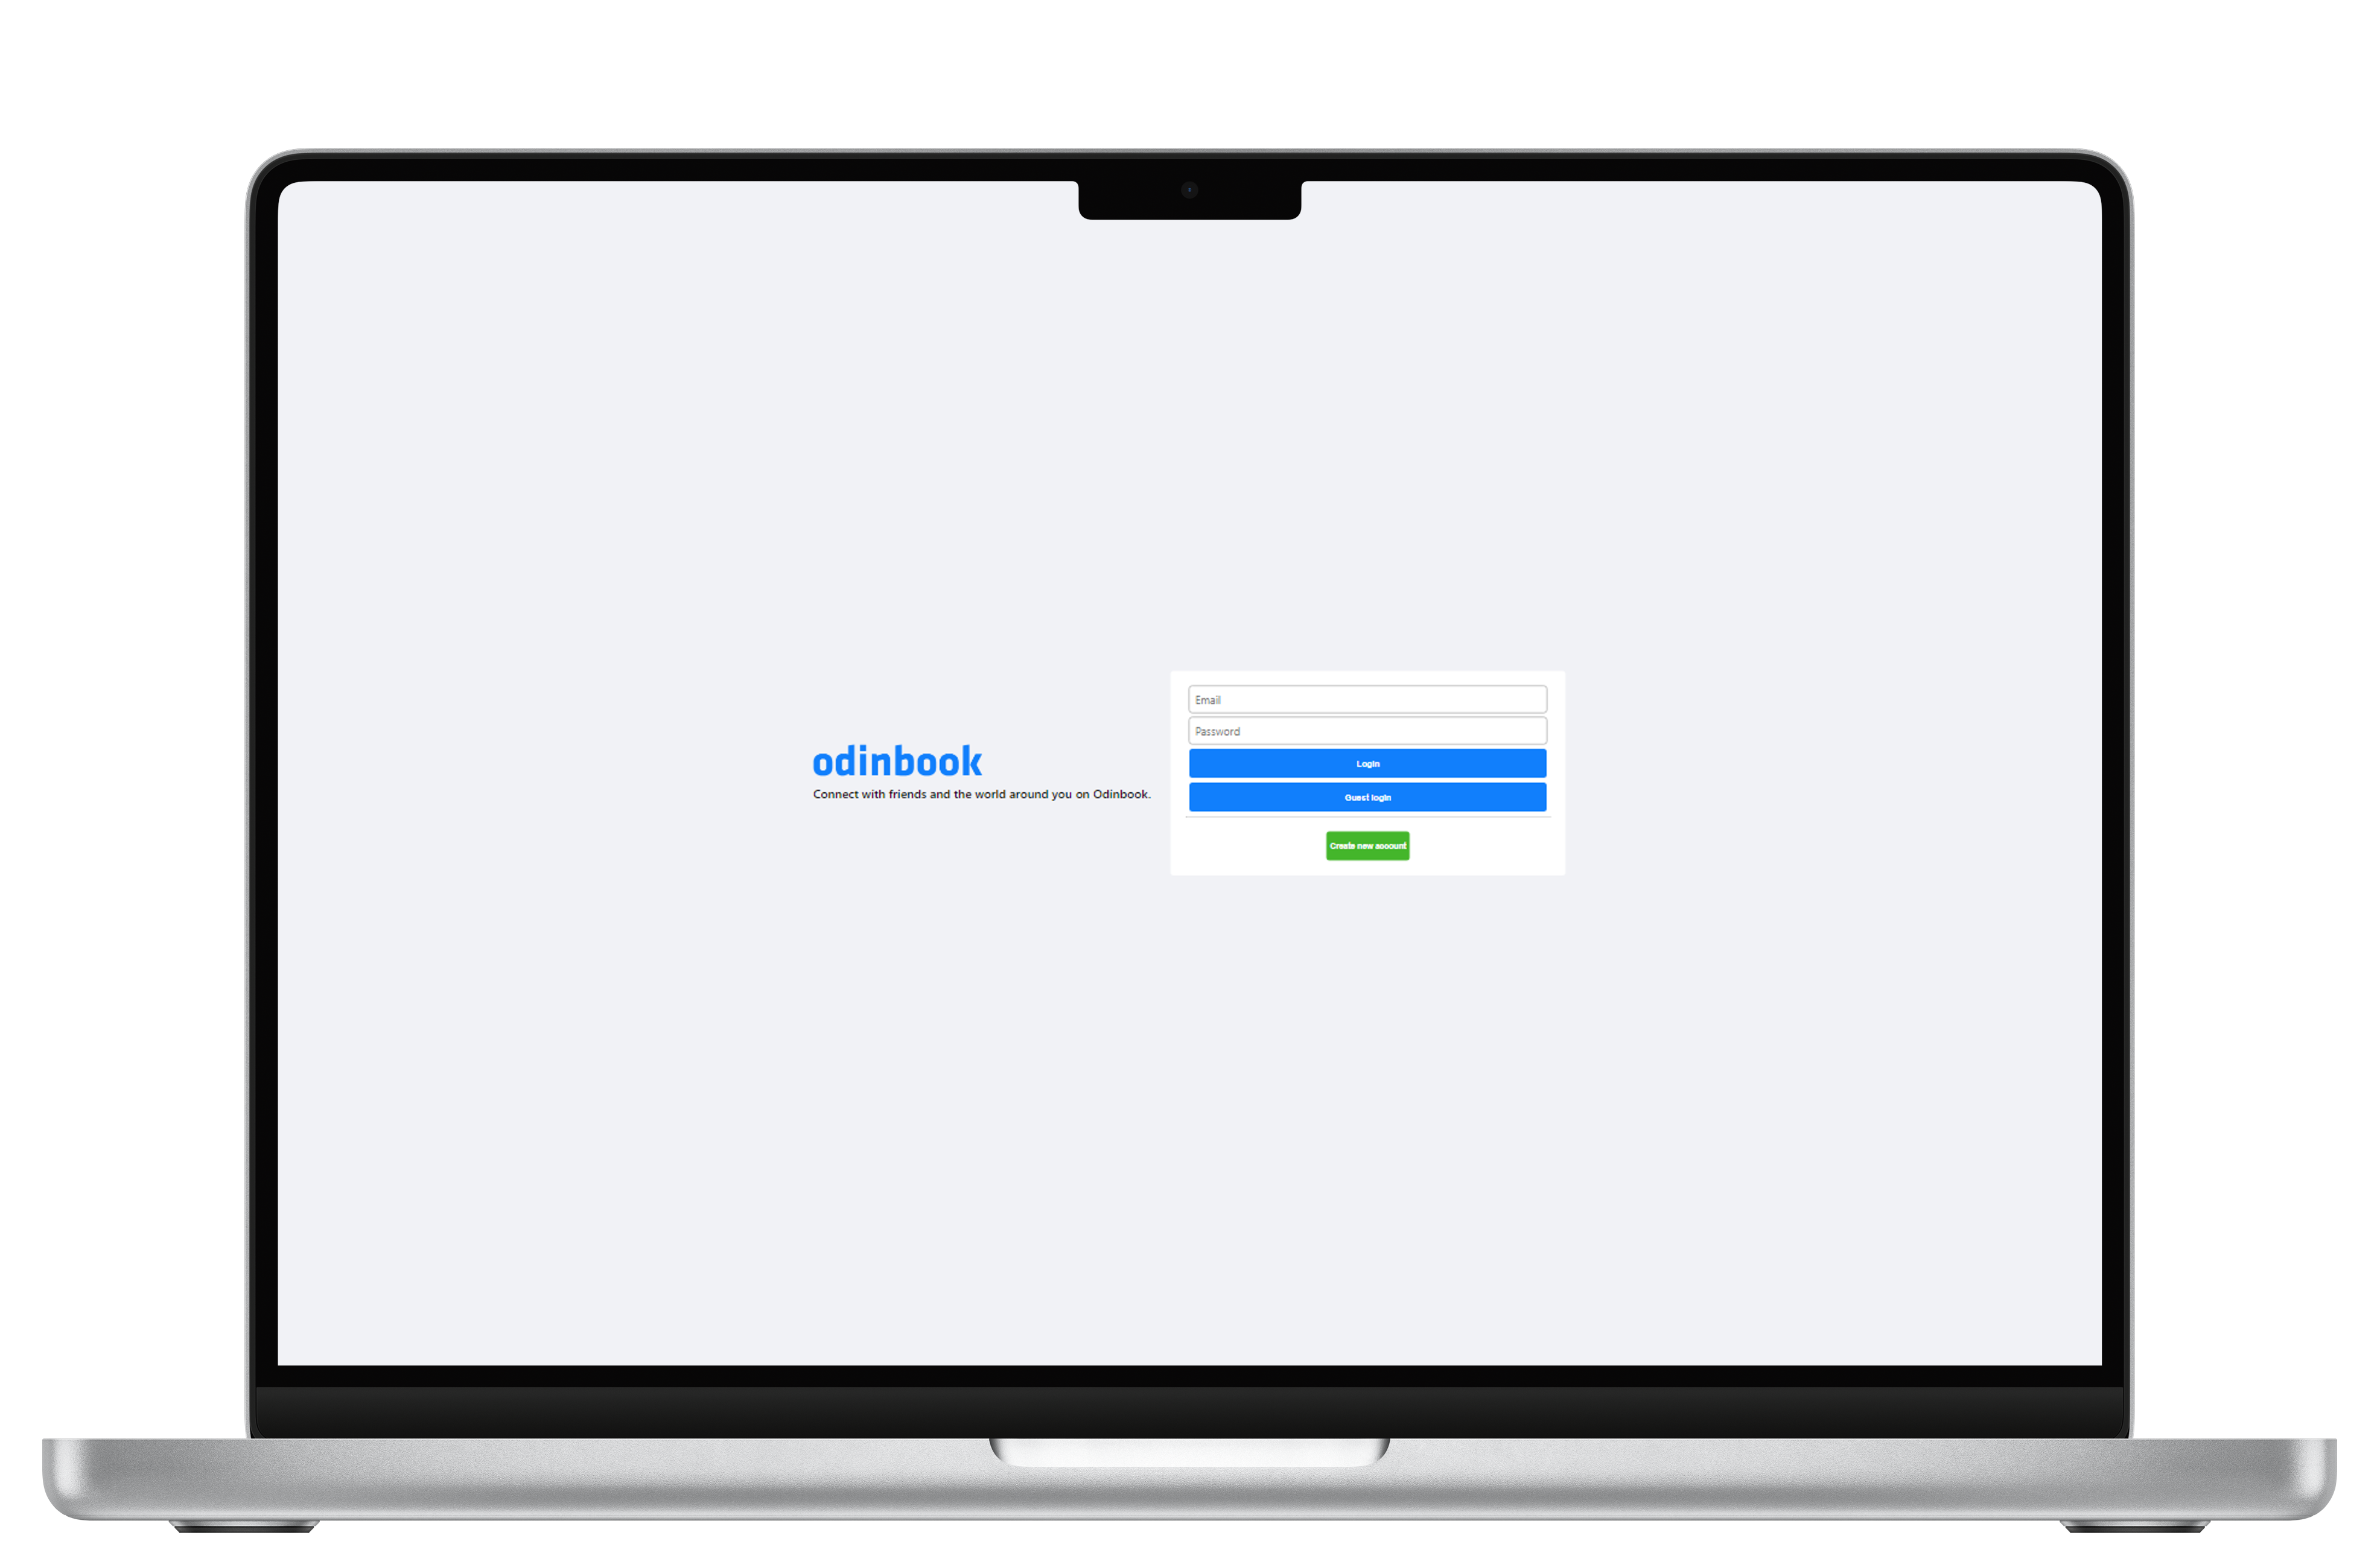 odinbook
Connect with friends and the world around you on Odinbook.
Email
Password
Login
Guest login
Create new account